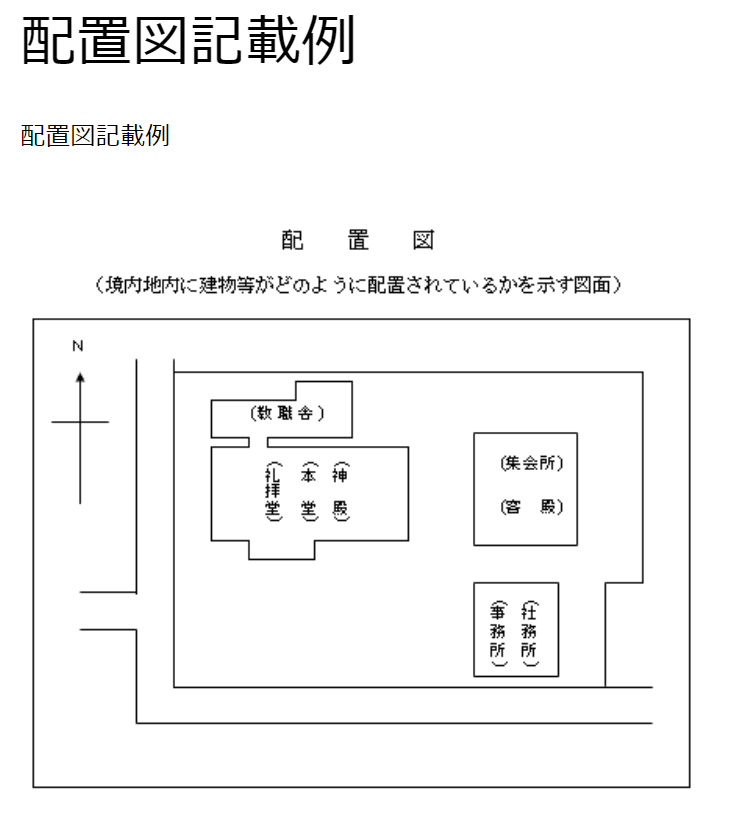 配置図記載例
配置図記載例
配　置　図
（境内地内に建物等がどのように配置されているかを示す図面）
N
(教職舎)
(神殿)
(本堂)
(礼拝堂)
(集会所)
(客　殿)
(社務所)
(事務所)